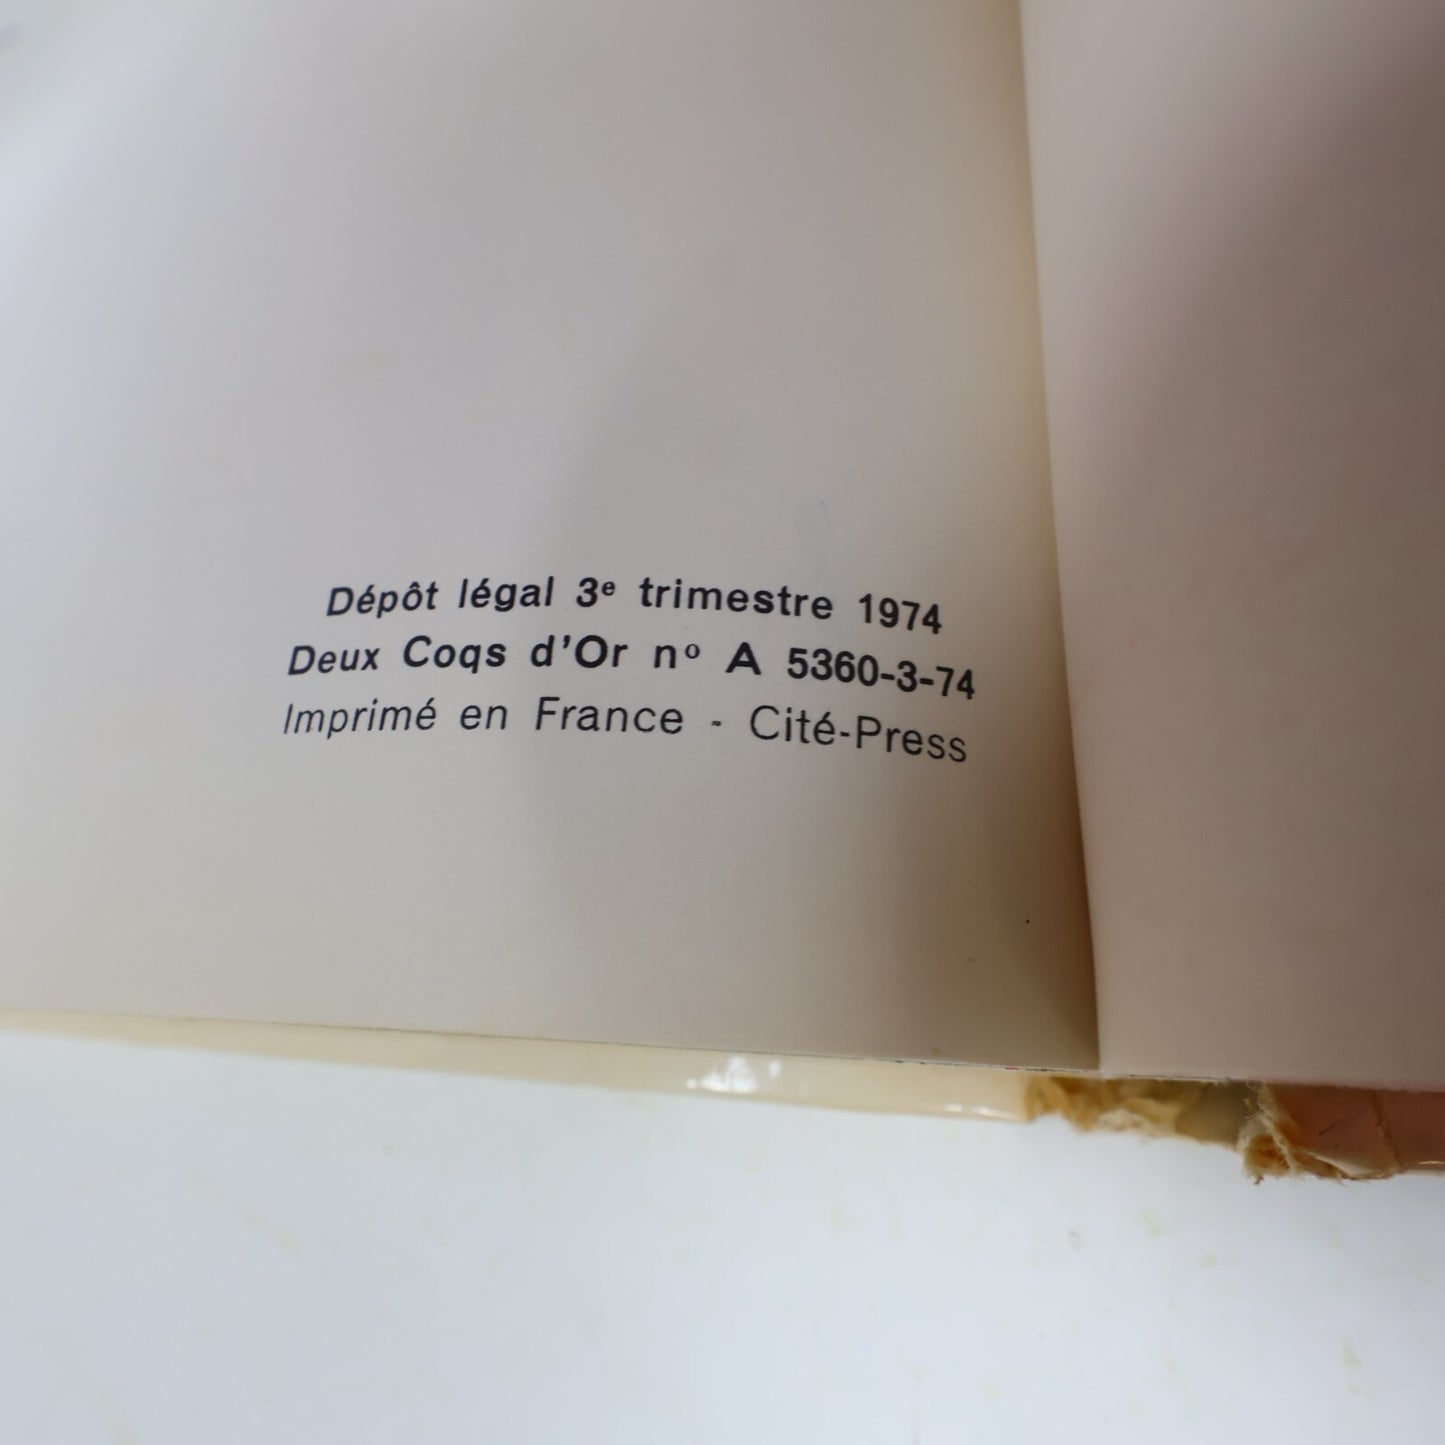 Dépôt légal 3e trimestre 1974
Deux Coqs d'Or nº A 5360-3-74
Imprimé en France - Cité-Press